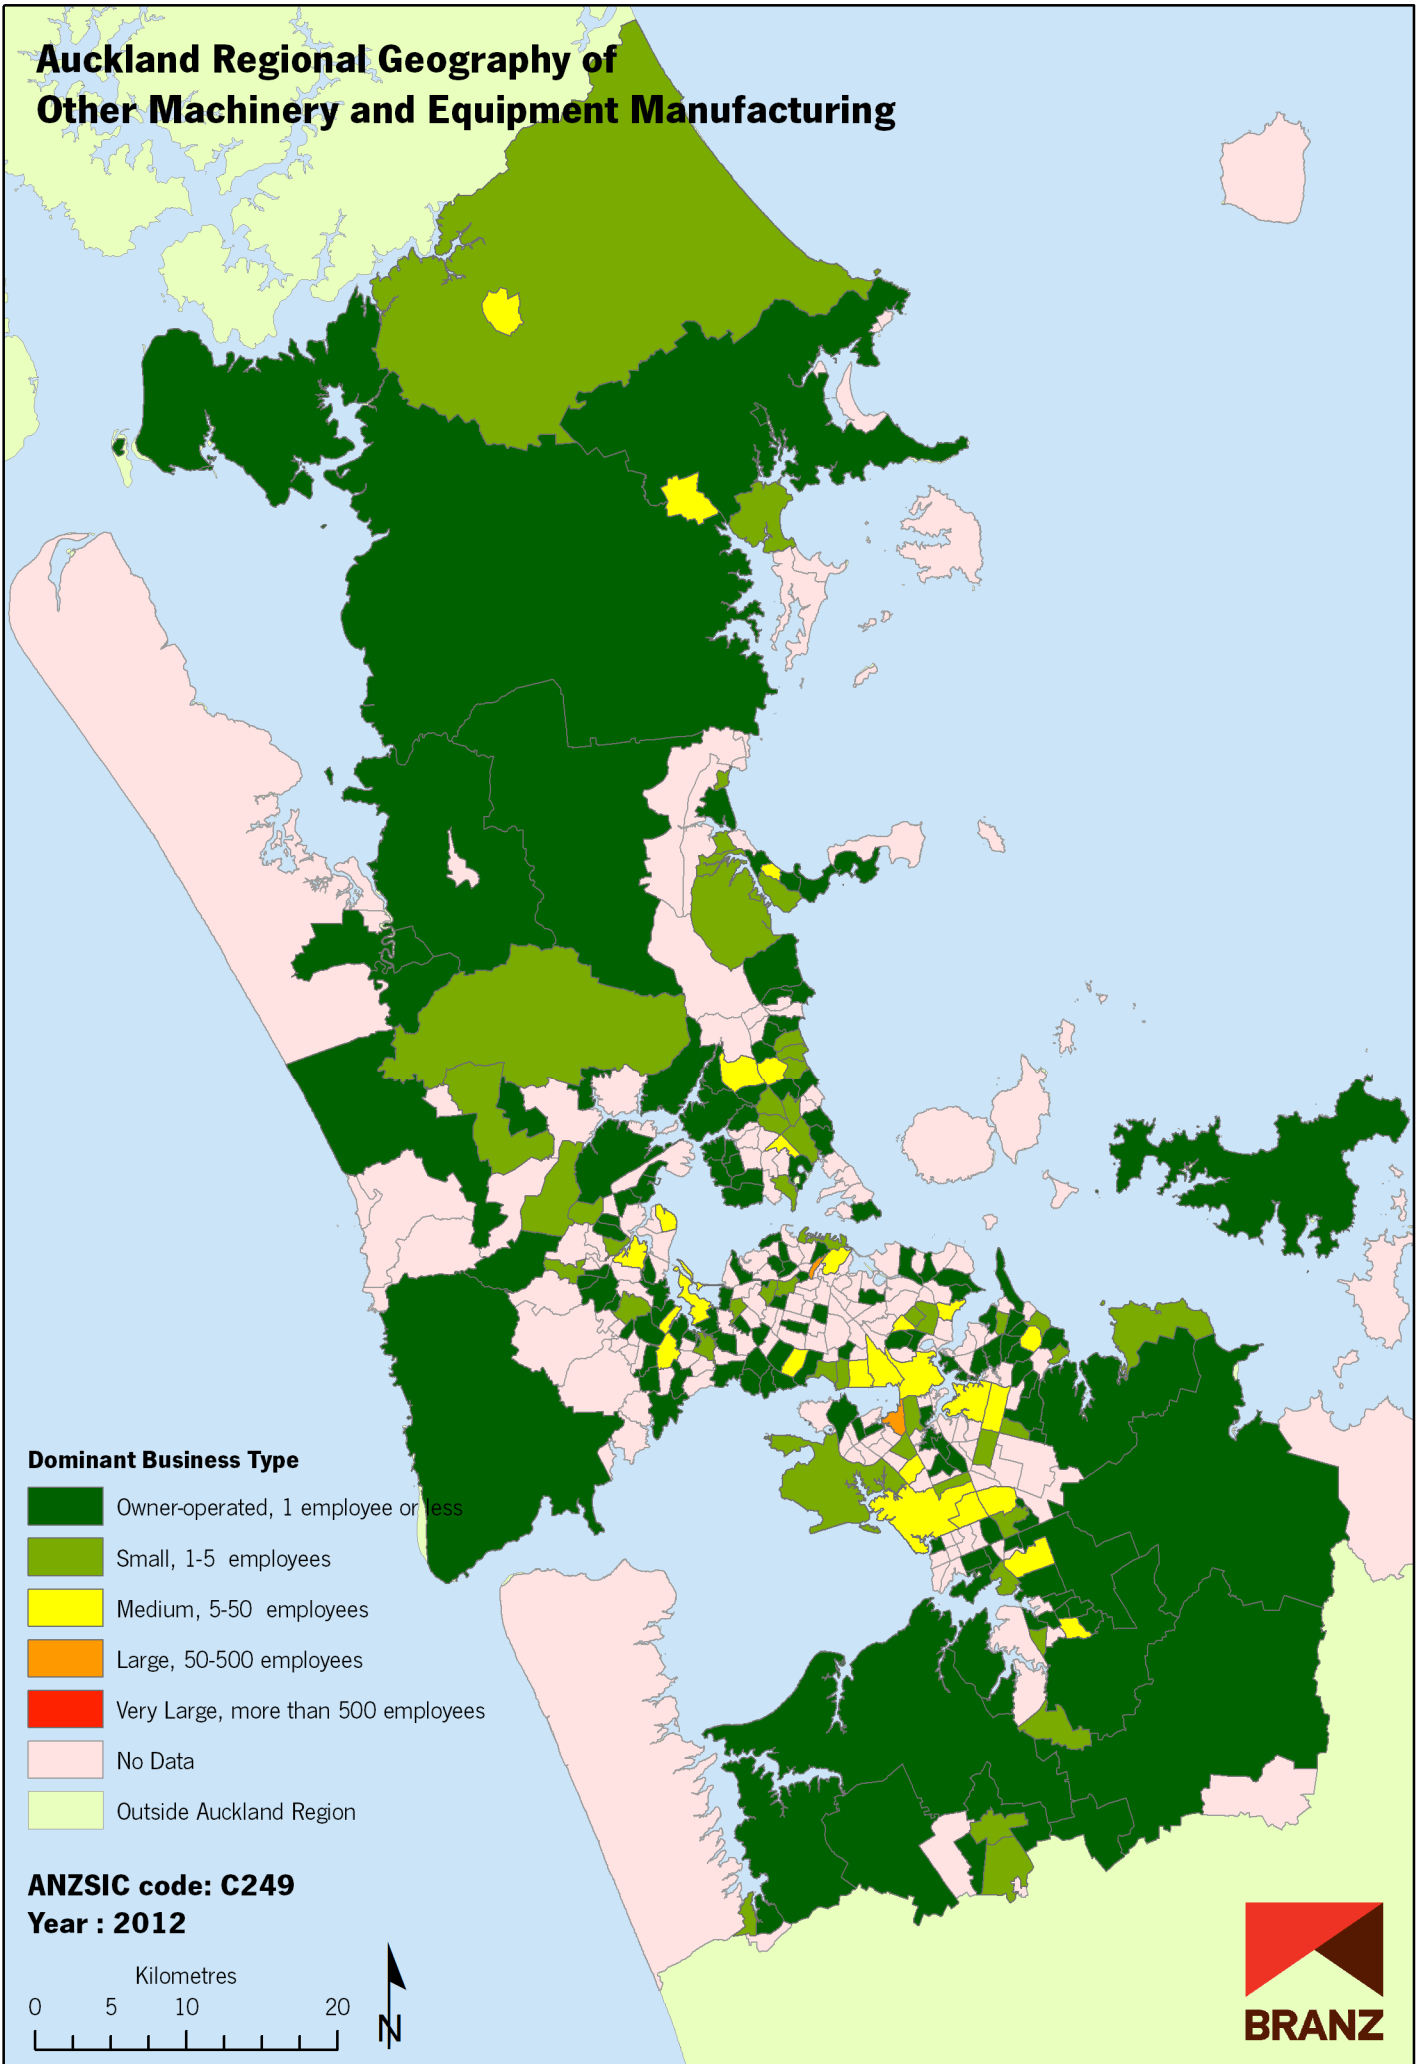 Auckland Regional Geography of
Other Machinery and Equipment Manufacturing
Dominant Business Type
Owner-operated, 1 employee or less
Small, 1-5 employees
Medium, 5-50 employees
Large, 50-500 employees
Very Large, more than 500 employees
No Data
Outside Auckland Region
ANZSIC code: C249
Year : 2012
Kilometres
0 5 10 20
N
BRANZ